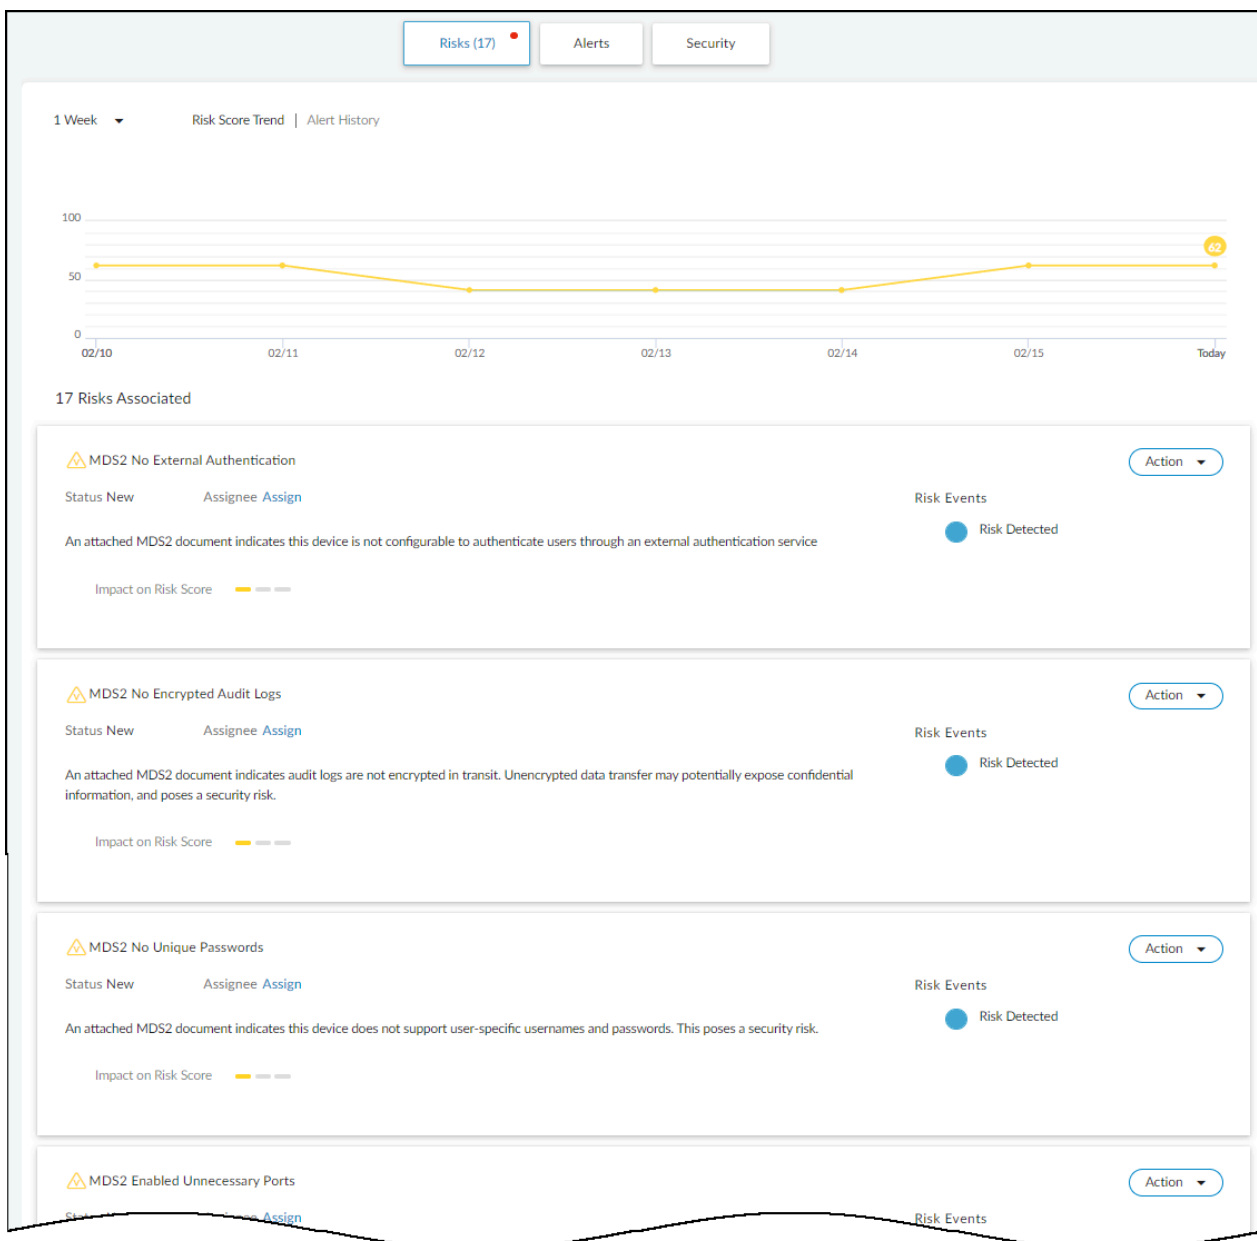 Risks (17) Alerts Security
1 Week Risk Score Trend | Alert History
100
62
50
0
02/10 02/11 02/12 02/13 02/14 02/15 Today
17 Risks Associated
MDS2 No External Authentication Action
Status New Assignee Assign Risk Events
Risk Detected
An attached MDS2 document indicates this device is not configurable to authenticate users through an external authentication service
Impact on Risk Score
MDS2 No Encrypted Audit Logs Action
Status New Assignee Assign Risk Events
Risk Detected
An attached MDS2 document indicates audit logs are not encrypted in transit. Unencrypted data transfer may potentially expose confidential
information, and poses a security risk.
Impact on Risk Score
MDS2 No Unique Passwords Action
Status New Assignee Assign Risk Events
Risk Detected
An attached MDS2 document indicates this device does not support user-specific usernames and passwords. This poses a security risk.
Impact on Risk Score
MDS2 Enabled Unnecessary Ports Action
Assign Risk Events